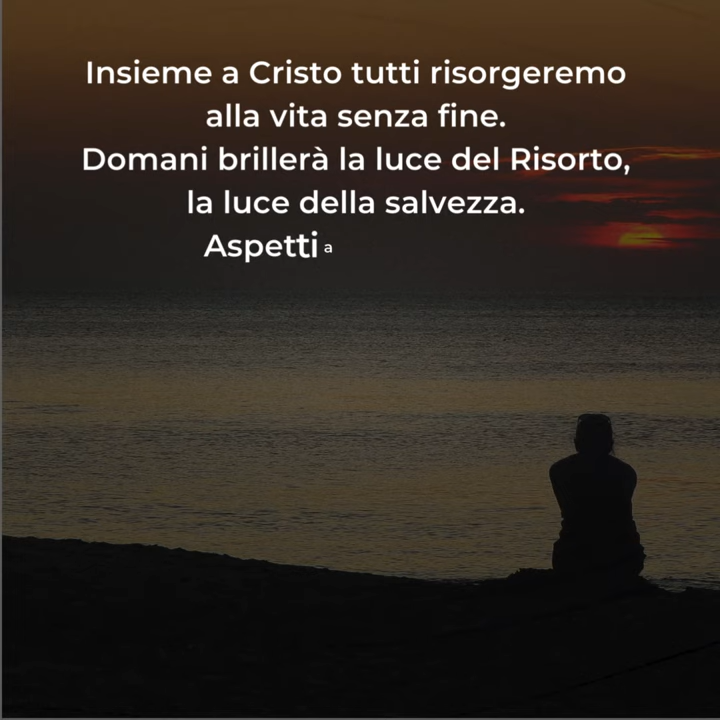 Insieme a Cristo tutti risorgeremo
alla vita senza fine.
Domani brillerà la luce del Risorto,
la luce della salvezza.
Aspetti a